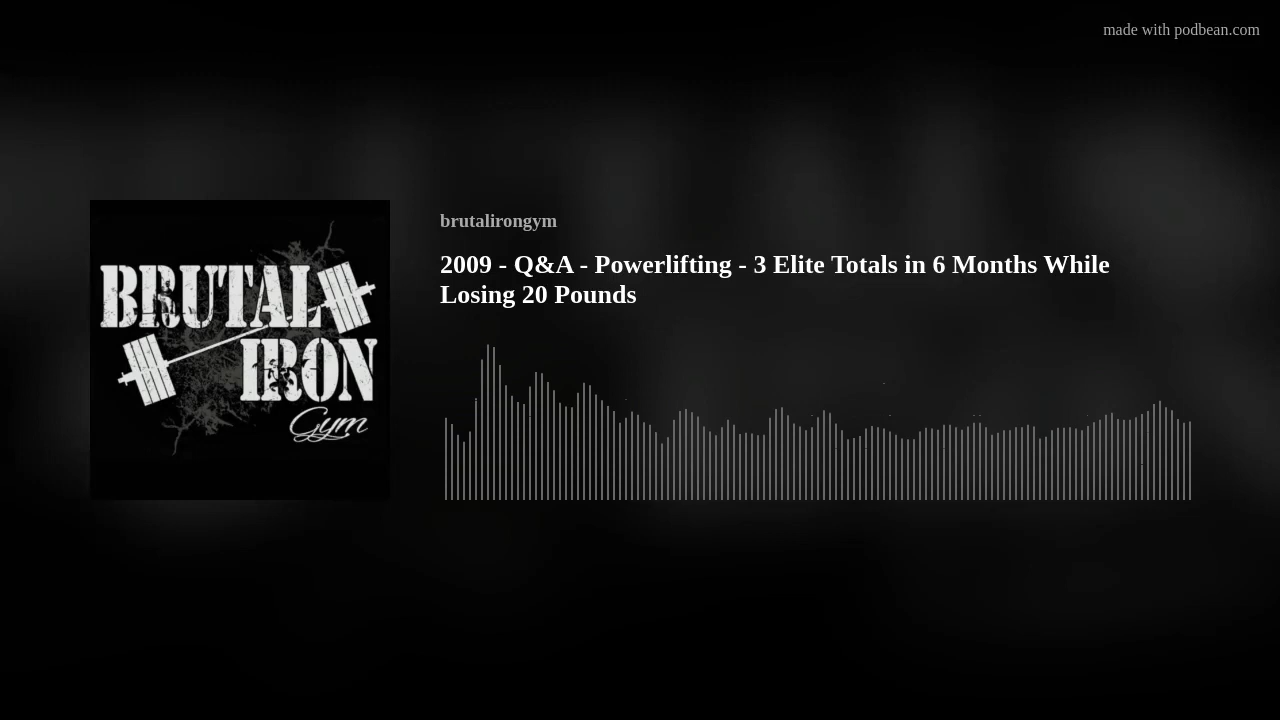 made with podbean.com
brutalirongym
2009 - Q&A - Powerlifting - 3 Elite Totals in 6 Months While
Losing 20 Pounds
BRUTAL
IRON
Gym